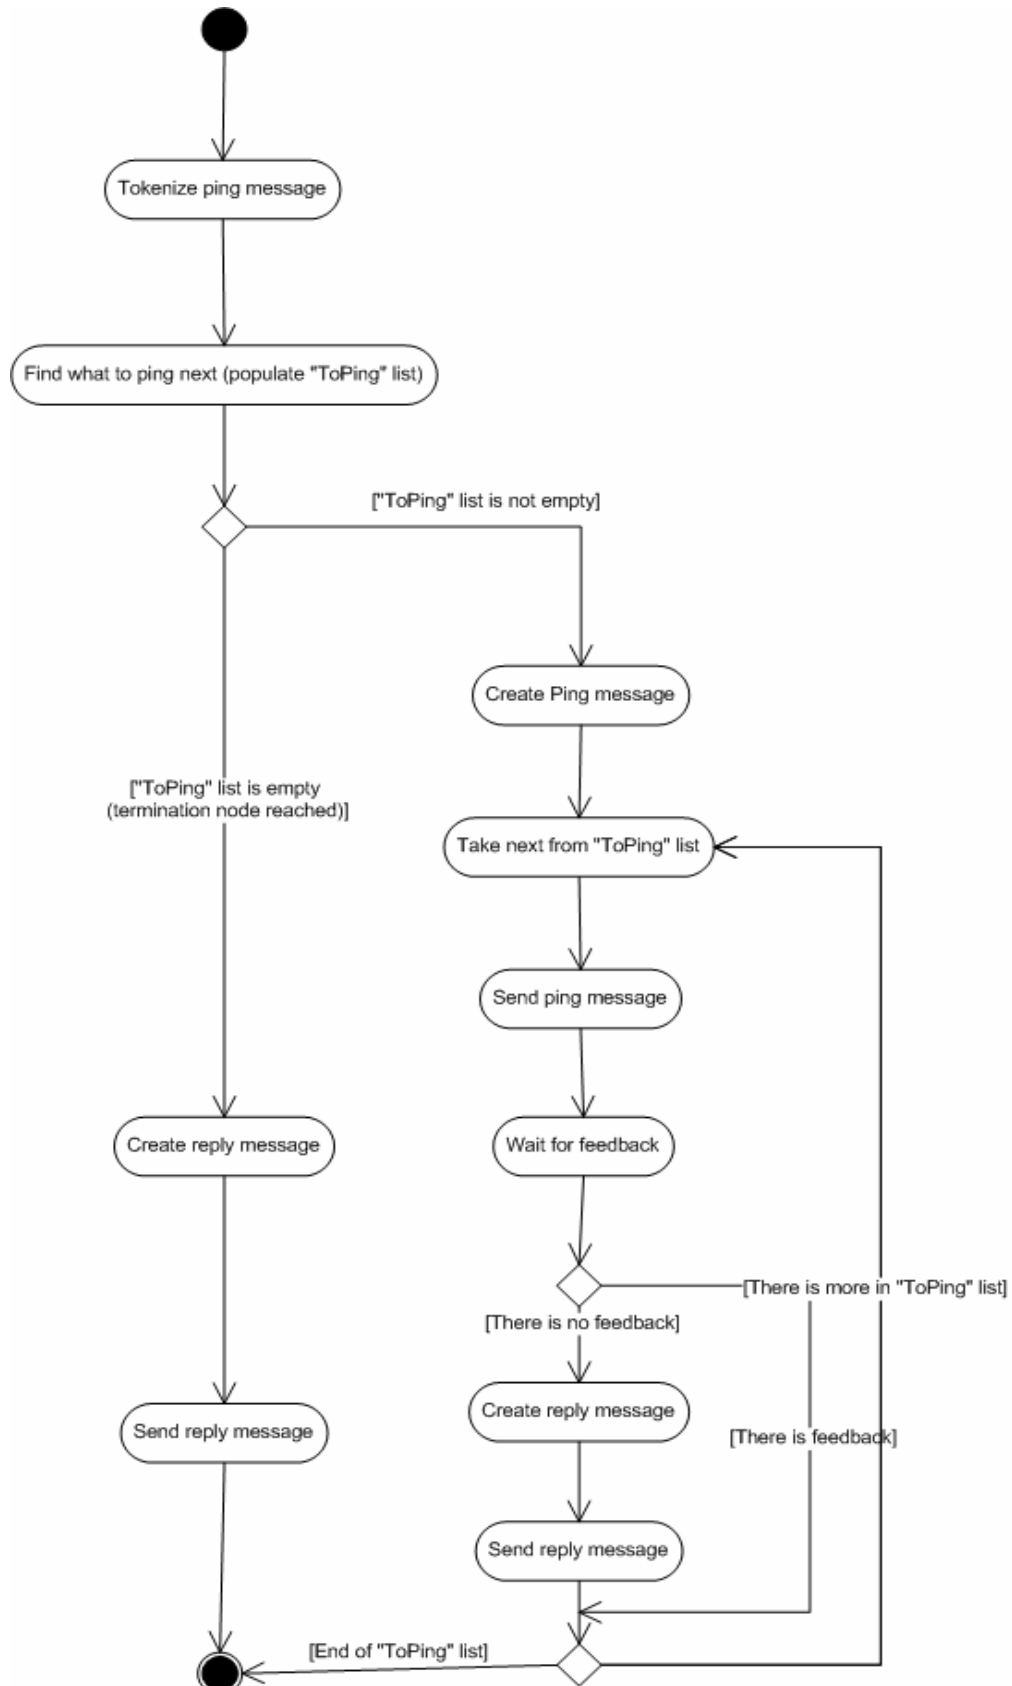 Tokenize ping message
Find what to ping next (populate "ToPing" list)
["ToPing" list is not empty]
Create Ping message
["ToPing" list is empty
(termination node reached)]
Take next from "ToPing" list
Send ping message
Create reply message
Wait for feedback
[There is more in "ToPing" list]
[There is no feedback]
Create reply message
Send reply message
[There is feedback]
Send reply message
[End of "ToPing" list]